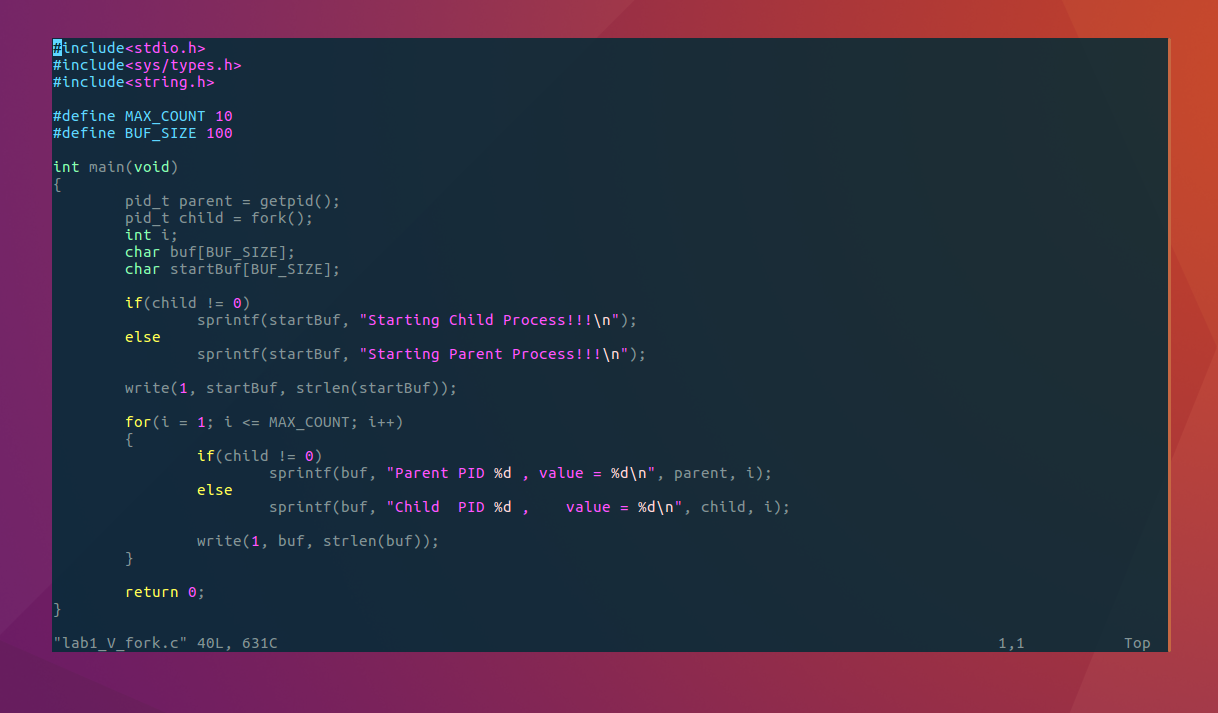 #include<stdio.h>
#include<sys/types.h>
#include<string.h>

#define MAX_COUNT 10
#define BUF_SIZE 100

int main(void)
{
        pid_t parent = getpid();
        pid_t child = fork();
        int i;
        char buf[BUF_SIZE];
        char startBuf[BUF_SIZE];

        if(child != 0)
                sprintf(startBuf, "Starting Child Process!!!\n");
        else
                sprintf(startBuf, "Starting Parent Process!!!\n");

        write(1, startBuf, strlen(startBuf));

        for(i = 1; i <= MAX_COUNT; i++)
        {
                if(child != 0)
                        sprintf(buf, "Parent PID %d , value = %d\n", parent, i);
                else
                        sprintf(buf, "Child  PID %d ,    value = %d\n", child, i);

                write(1, buf, strlen(buf));
        }

        return 0;
}

"lab1_V_fork.c" 40L, 631C 1,1 Top